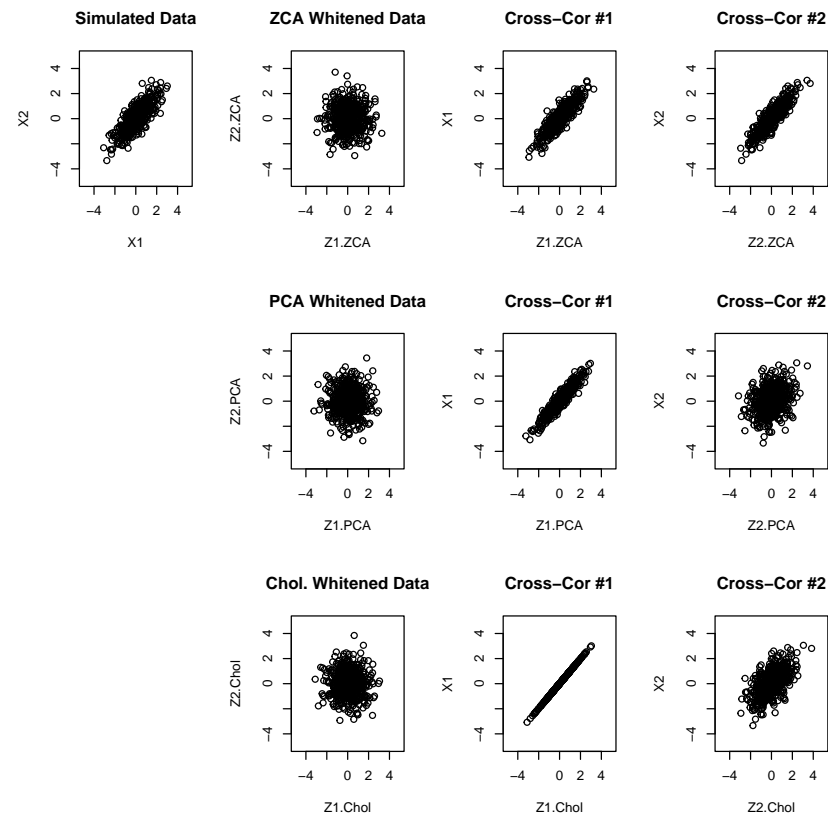 Simulated Data
ZCA Whitened Data
Cross−Cor #1
Cross−Cor #2
4
2
0
−4
X2
−4
0
2
4
X1
4
2
0
−4
Z2.ZCA
−4
0
2
4
Z1.ZCA
4
2
0
−4
X1
−4
0
2
4
Z1.ZCA
4
2
0
−4
X2
−4
0
2
4
Z2.ZCA
PCA Whitened Data
Cross−Cor #1
Cross−Cor #2
4
2
0
−4
Z2.PCA
−4
0
2
4
Z1.PCA
4
2
0
−4
X1
−4
0
2
4
Z1.PCA
4
2
0
−4
X2
−4
0
2
4
Z2.PCA
Chol. Whitened Data
Cross−Cor #1
Cross−Cor #2
4
2
0
−4
Z2.Chol
−4
0
2
4
Z1.Chol
4
2
0
−4
X1
−4
0
2
4
Z1.Chol
4
2
0
−4
X2
−4
0
2
4
Z2.Chol